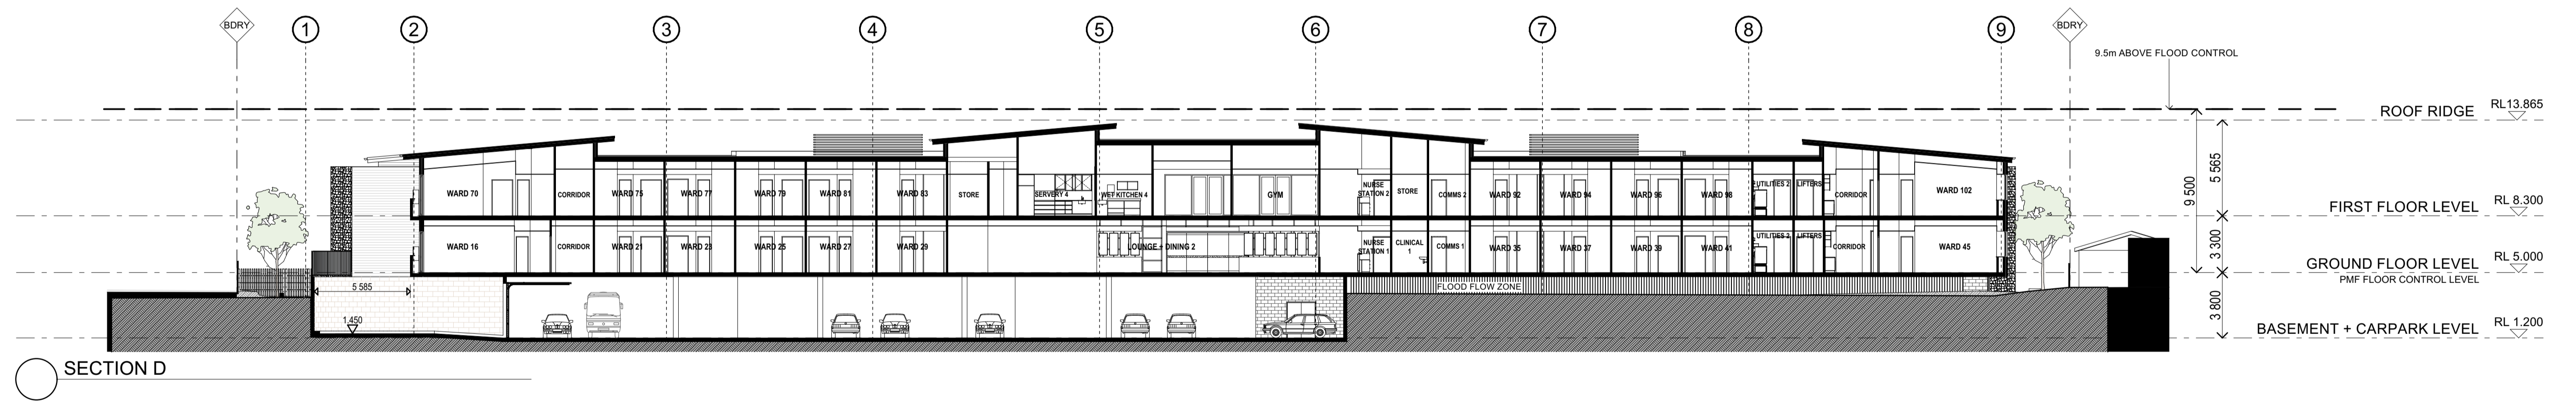 BDRY
1
2
3
4
5
6
7
8
9
BDRY
9.5m ABOVE FLOOD CONTROL
ROOF RIDGE
RL13.865
5 565
9 500
WARD 70
CORRIDOR
WARD 75
WARD 77
WARD 79
WARD 81
WARD 83
STORE
SERVERY 4
WET KITCHEN 4
GYM
NURSE
STATION 2
STORE
COMMS 2
WARD 92
WARD 94
WARD 96
WARD 98
UTILITIES 2
LIFTERS
CORRIDOR
WARD 102
FIRST FLOOR LEVEL
RL 8.300
3 300
WARD 16
CORRIDOR
WARD 21
WARD 23
WARD 25
WARD 27
WARD 29
LOUNGE + DINING 2
NURSE
STATION 1
CLINICAL
1
COMMS 1
WARD 35
WARD 37
WARD 39
WARD 41
LIFTERS
CORRIDOR
WARD 45
GROUND FLOOR LEVEL
RL 5.000
PMF FLOOR CONTROL LEVEL
5 585
FLOOD FLOW ZONE
3 800
1.450
BASEMENT + CARPARK LEVEL
RL 1.200
SECTION D